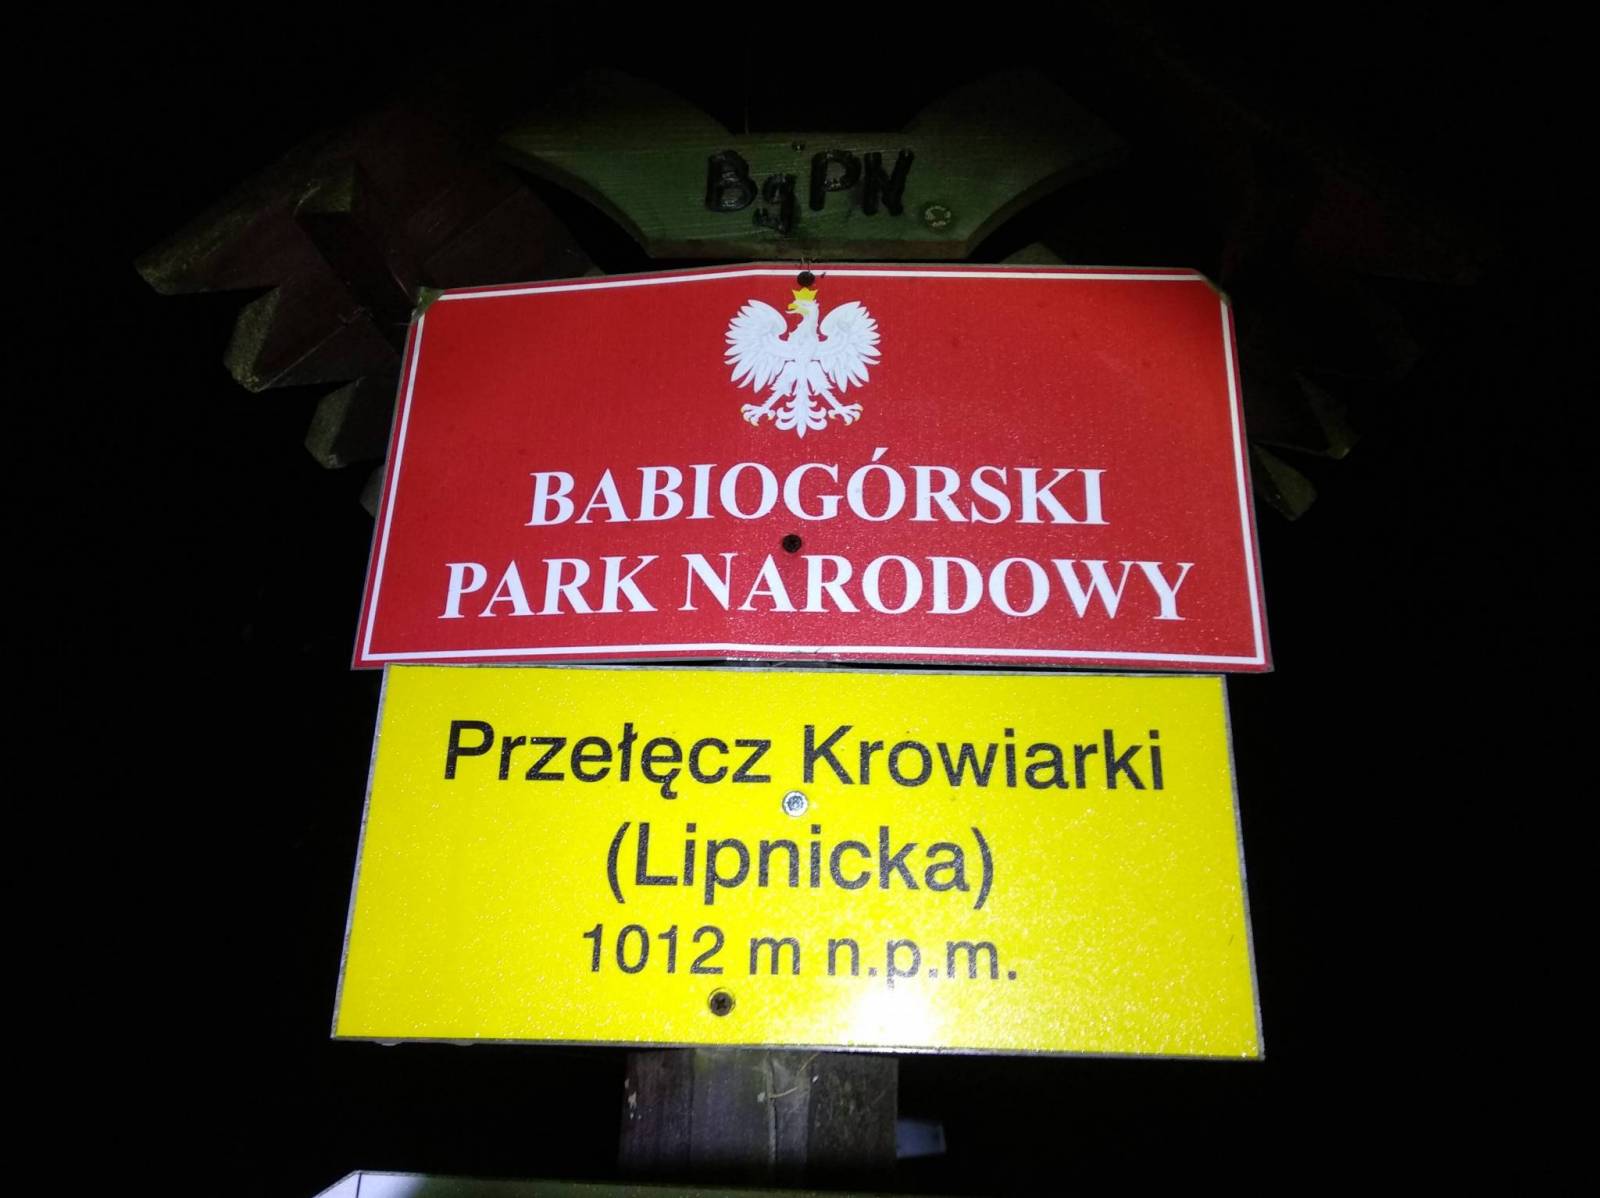 BgPN
BABIOGÓRSKI
PARK NARODOWY
Przełęcz Krowiarki
(Lipnicka)
1012 m n.p.m.